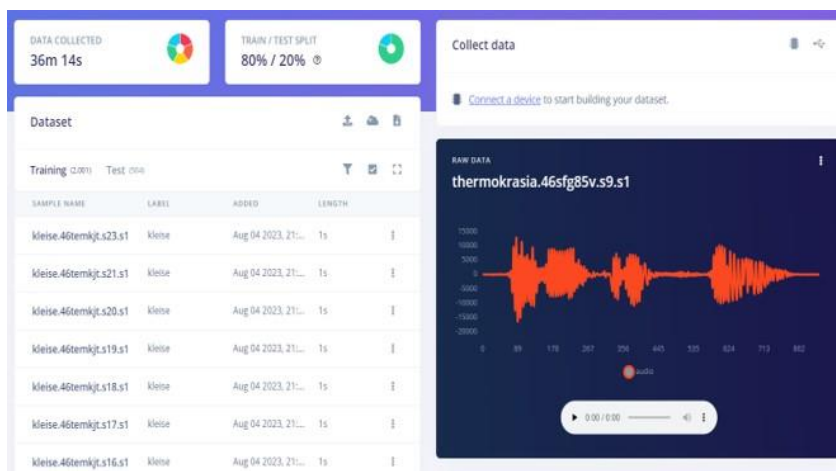 DATA COLLECTED
36m 14s
TRAIN / TEST SPLIT
80% / 20%
Dataset
Training (2,001) Test (504)
SAMPLE NAME LABEL ADDED LENGTH
kleise.46temkjt.s23.s1 kleise Aug 04 2023, 21:... 1s
kleise.46temkjt.s21.s1 kleise Aug 04 2023, 21:... 1s
kleise.46temkjt.s20.s1 kleise Aug 04 2023, 21:... 1s
kleise.46temkjt.s19.s1 kleise Aug 04 2023, 21:... 1s
kleise.46temkjt.s18.s1 kleise Aug 04 2023, 21:... 1s
kleise.46temkjt.s17.s1 kleise Aug 04 2023, 21:... 1s
kleise.46temkjt.s16.s1 kleise Aug 04 2023, 21:... 1s
Collect data
Connect a device to start building your dataset.
RAW DATA
thermokrasia.46sfg85v.s9.s1
15000
10000
5000
0
-5000
-10000
-15000
-20000
0 89 178 267 356 445 535 624 713 802
audio
0:00 / 0:00